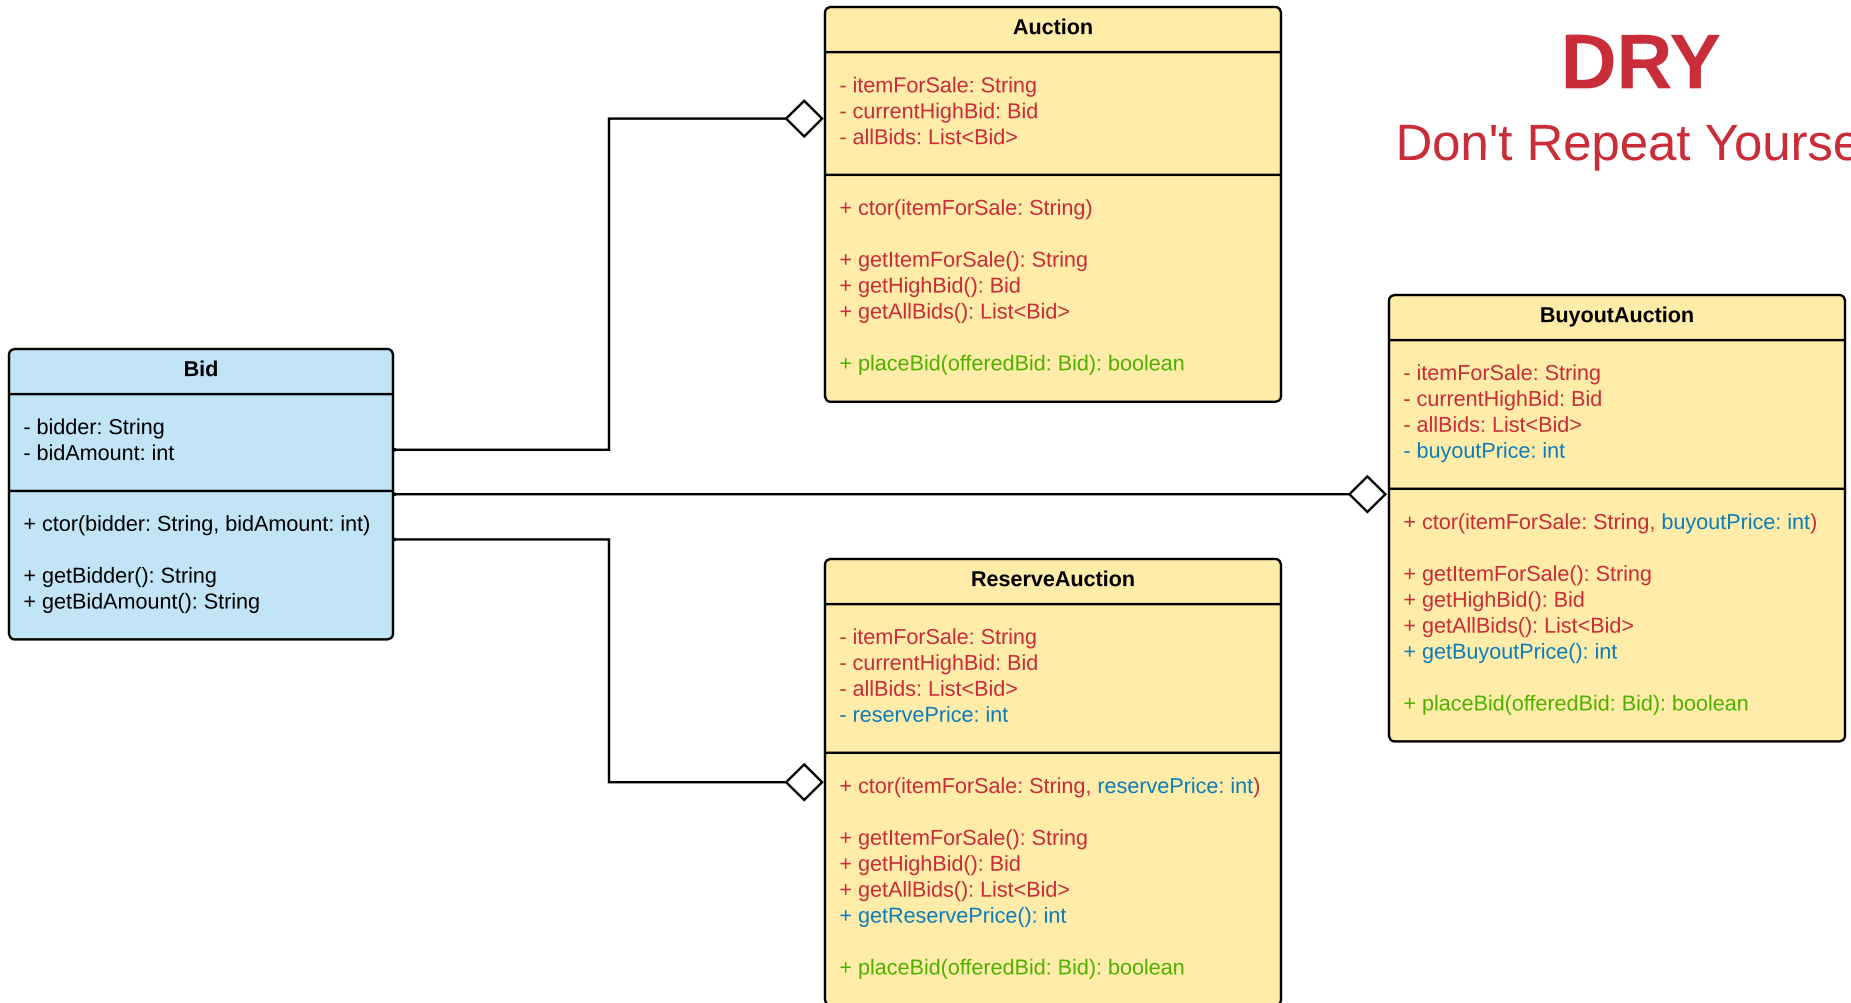 DRY
Don't Repeat Yourse
Auction
- itemForSale: String
- currentHighBid: Bid
- allBids: List<Bid>
+ ctor(itemForSale: String)
+ getItemForSale(): String
+ getHighBid(): Bid
+ getAllBids(): List<Bid>
+ placeBid(offeredBid: Bid): boolean
Bid
- bidder: String
- bidAmount: int
+ ctor(bidder: String, bidAmount: int)
+ getBidder(): String
+ getBidAmount(): String
BuyoutAuction
- itemForSale: String
- currentHighBid: Bid
- allBids: List<Bid>
- buyoutPrice: int
+ ctor(itemForSale: String, buyoutPrice: int)
+ getItemForSale(): String
+ getHighBid(): Bid
+ getAllBids(): List<Bid>
+ getBuyoutPrice(): int
+ placeBid(offeredBid: Bid): boolean
ReserveAuction
- itemForSale: String
- currentHighBid: Bid
- allBids: List<Bid>
- reservePrice: int
+ ctor(itemForSale: String, reservePrice: int)
+ getItemForSale(): String
+ getHighBid(): Bid
+ getAllBids(): List<Bid>
+ getReservePrice(): int
+ placeBid(offeredBid: Bid): boolean